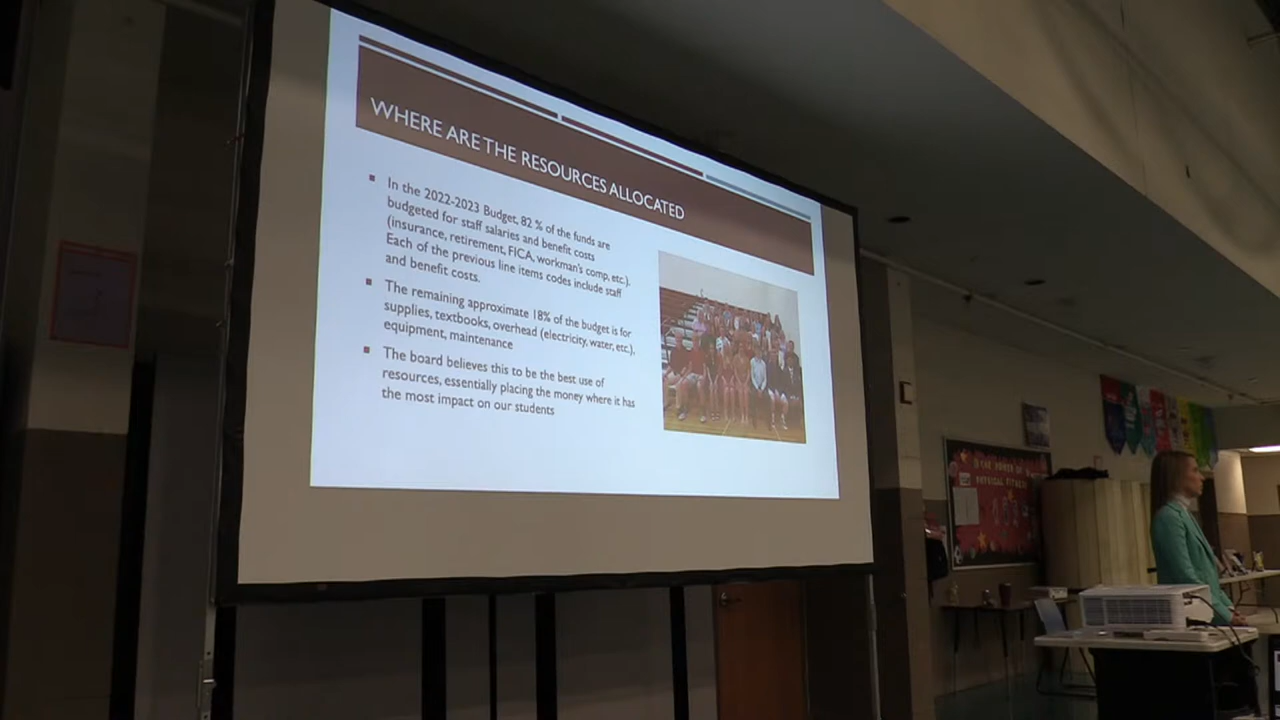 WHERE ARE THE RESOURCES ALLOCATED
In the 2022-2023 Budget, 82 % of the funds are
budgeted for staff salaries and benefit costs
(insurance, retirement, FICA, workman's comp, etc.).
Each of the previous line items codes include staff
and benefit costs.
The remaining approximate 18% of the budget is for
supplies, textbooks, overhead (electricity, water, etc.),
equipment, maintenance
The board believes this to be the best use of
resources, essentially placing the money where it has
the most impact on our students
THE POWER OF
PHYSICAL FITNESS